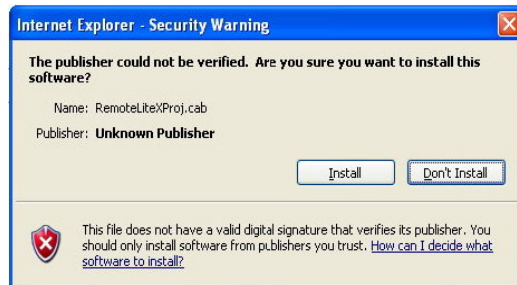 Internet Explorer - Security Warning
The publisher could not be verified. Are you sure you want to install this
software?
Name: RemoteLiteXProj.cab
Publisher: Unknown Publisher
Install
Don't Install
This file does not have a valid digital signature that verifies its publisher. You
should only install software from publishers you trust. How can I decide what
software to install?